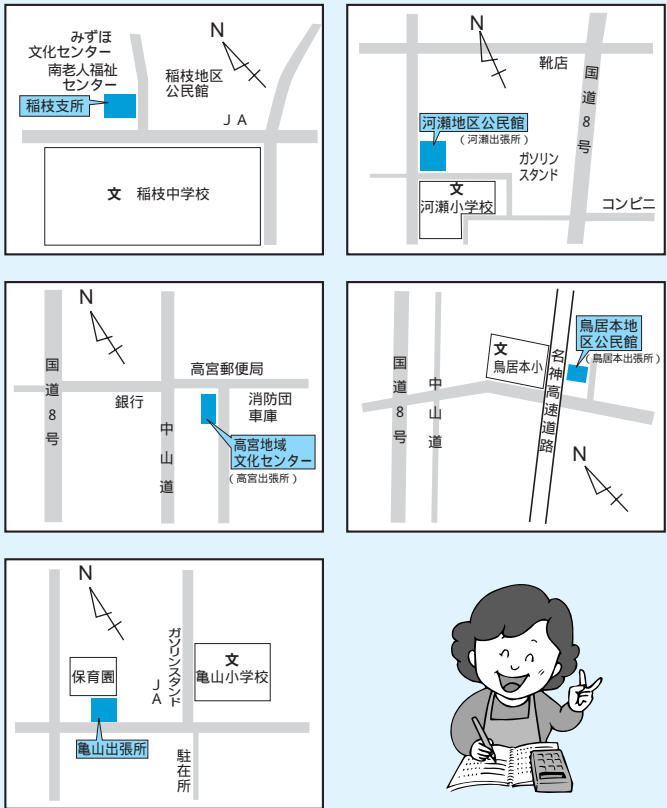 みずほ
文化センター
南老人福祉
センター
稲枝支所
稲枝地区
公民館
N
JA
文 稲枝中学校
N
靴店
国道8号
河瀬地区公民館
(河瀬出張所)
ガソリン
スタンド
文
河瀬小学校
コンビニ
N
国道8号
高宮郵便局
銀行
中山道
消防団
車庫
高宮地域
文化センター
(高宮出張所)
鳥居本地
区公民館
(鳥居本出張所)
文
鳥居本小
名神高速道路
国道8号
中山道
N
N
保育園
ガソリンスタンド
JA
文
亀山小学校
亀山出張所
駐在所